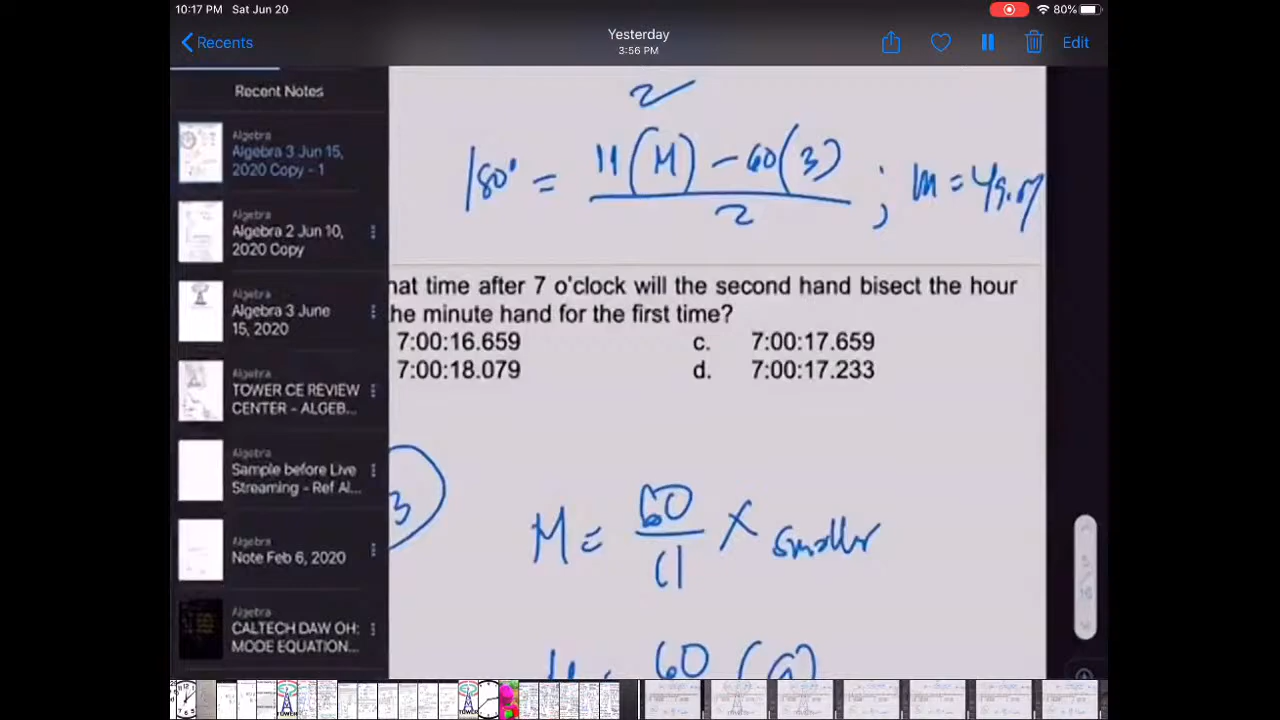 10:17 PM Sat Jun 20
80%
Recents
Yesterday
3:56 PM
Edit
Recent Notes
Algebra
Algebra 3 Jun 15,
2020 Copy - 1
Algebra
Algebra 2 Jun 10,
2020 Copy
Algebra
Algebra 3 June
15, 2020
Algebra
TOWER CE REVIEW
CENTER - ALGEB...
Algebra
Sample before Live
Streaming - Ref Al...
Algebra
Note Feb 6, 2020
Algebra
CALTECH DAW OH:
MODE EQUATION...
2
180° = 11(M) - 60(3) / 2 ; M =
hat time after 7 o'clock will the second hand bisect the hour
he minute hand for the first time?
7:00:16.659 c. 7:00:17.659
7:00:18.079 d. 7:00:17.233
3
M = 60/11 × smaller
60
TOWER
TOWER